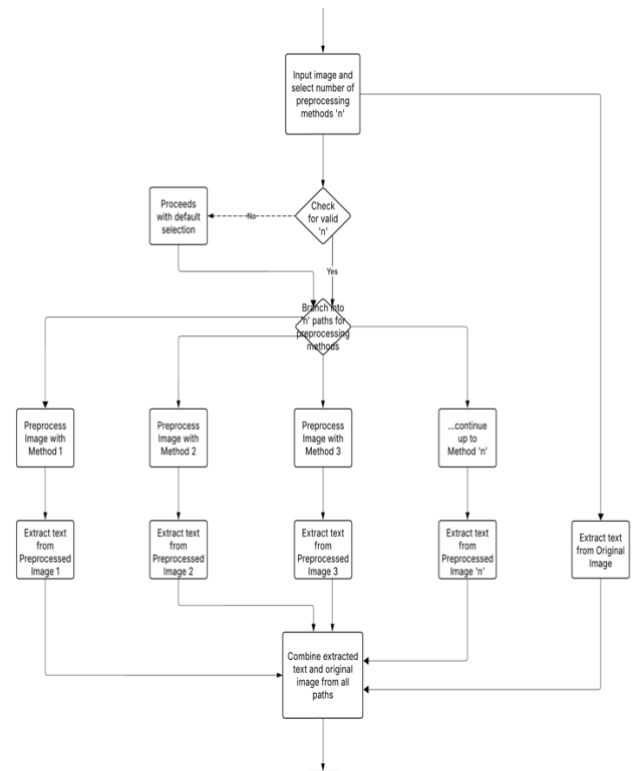 Input image and
select number of
preprocessing
methods 'n'
Proceeds
with default
selection
No
Check
for valid
'n'
Yes
Branch into
'n' paths for
preprocessing
methods
Preprocess
Image with
Method 1
Preprocess
Image with
Method 2
Preprocess
Image with
Method 3
...continue
up to
Method 'n'
Extract text
from
Preprocessed
Image 1
Extract text
from
Preprocessed
Image 2
Extract text
from
Preprocessed
Image 3
Extract text
from
Preprocessed
Image 'n'
Extract text
from Original
Image
Combine extracted
text and original
image from all
paths